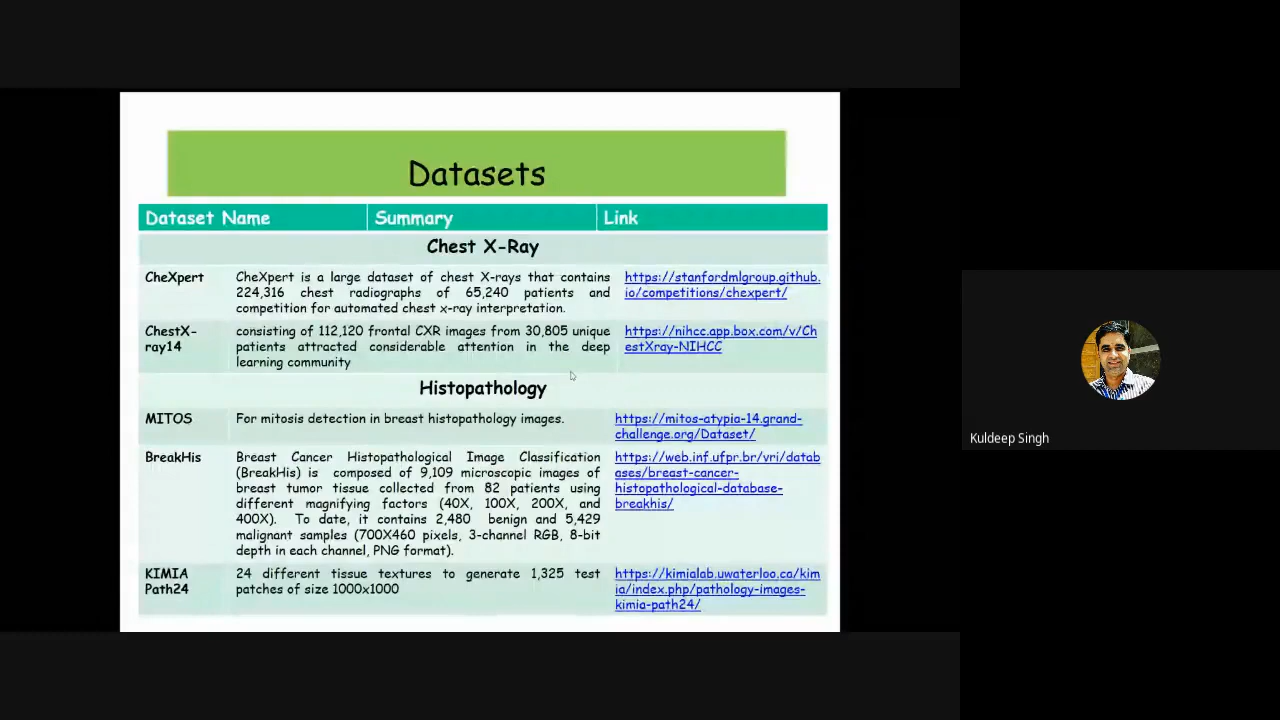 Datasets
Dataset Name Summary Link
Chest X-Ray
CheXpert CheXpert is a large dataset of chest X-rays that contains https://stanfordmlgroup.github.
224,316 chest radiographs of 65,240 patients and io/competitions/chexpert/
competition for automated chest x-ray interpretation.
ChestX- consisting of 112,120 frontal CXR images from 30,805 unique https://nihcc.app.box.com/v/Ch
ray14 patients attracted considerable attention in the deep estXray-NIHCC
learning community
Histopathology
MITOS For mitosis detection in breast histopathology images. https://mitos-atypia-14.grand-
challenge.org/Dataset/
BreakHis Breast Cancer Histopathological Image Classification https://web.inf.ufpr.br/vri/datab
(BreakHis) is composed of 9,109 microscopic images of ases/breast-cancer-
breast tumor tissue collected from 82 patients using histopathological-database-
different magnifying factors (40X, 100X, 200X, and breakhis/
400X). To date, it contains 2,480 benign and 5,429
malignant samples (700X460 pixels, 3-channel RGB, 8-bit
depth in each channel, PNG format).
KIMIA 24 different tissue textures to generate 1,325 test https://kimialab.uwaterloo.ca/kim
Path24 patches of size 1000x1000 ia/index.php/pathology-images-
kimia-path24/
Kuldeep Singh